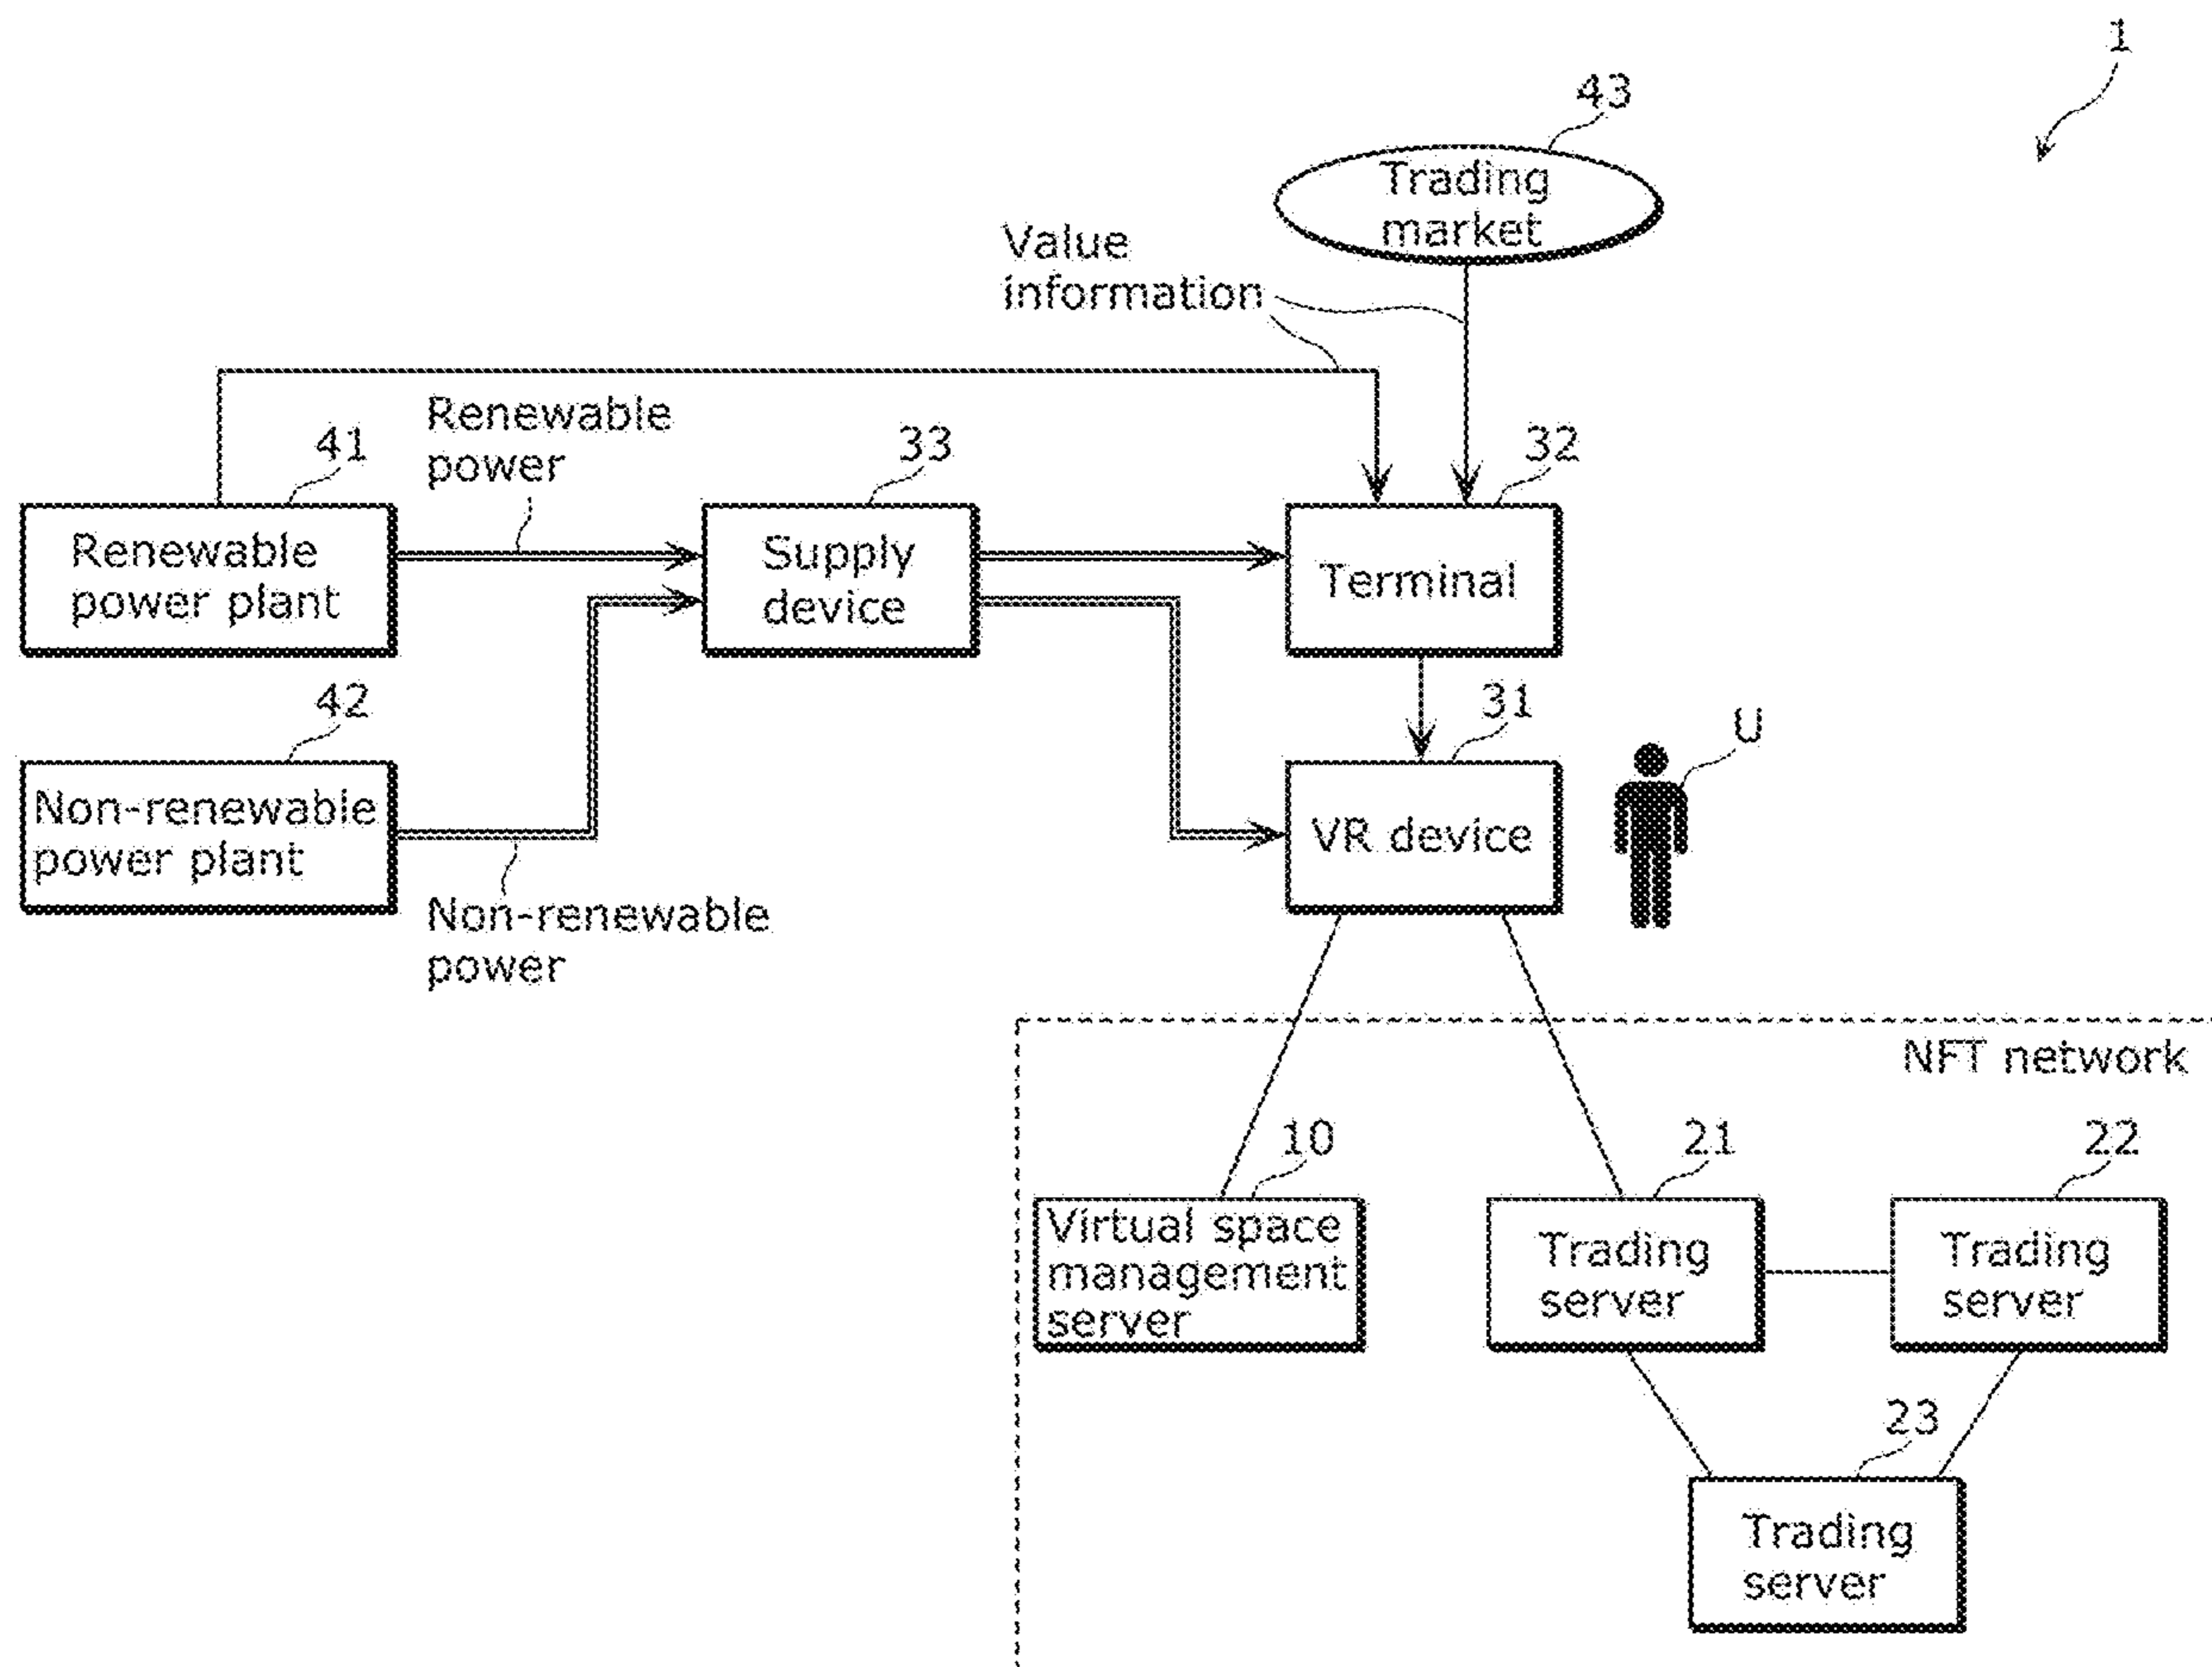 1
43
Trading
market
Value
information
Renewable
power
41
33
32
Renewable
power plant
Supply
device
Terminal
42
31
U
Non-renewable
power plant
VR device
Non-renewable
power
NFT network
10
21
22
Virtual space
management
server
Trading
server
Trading
server
23
Trading
server